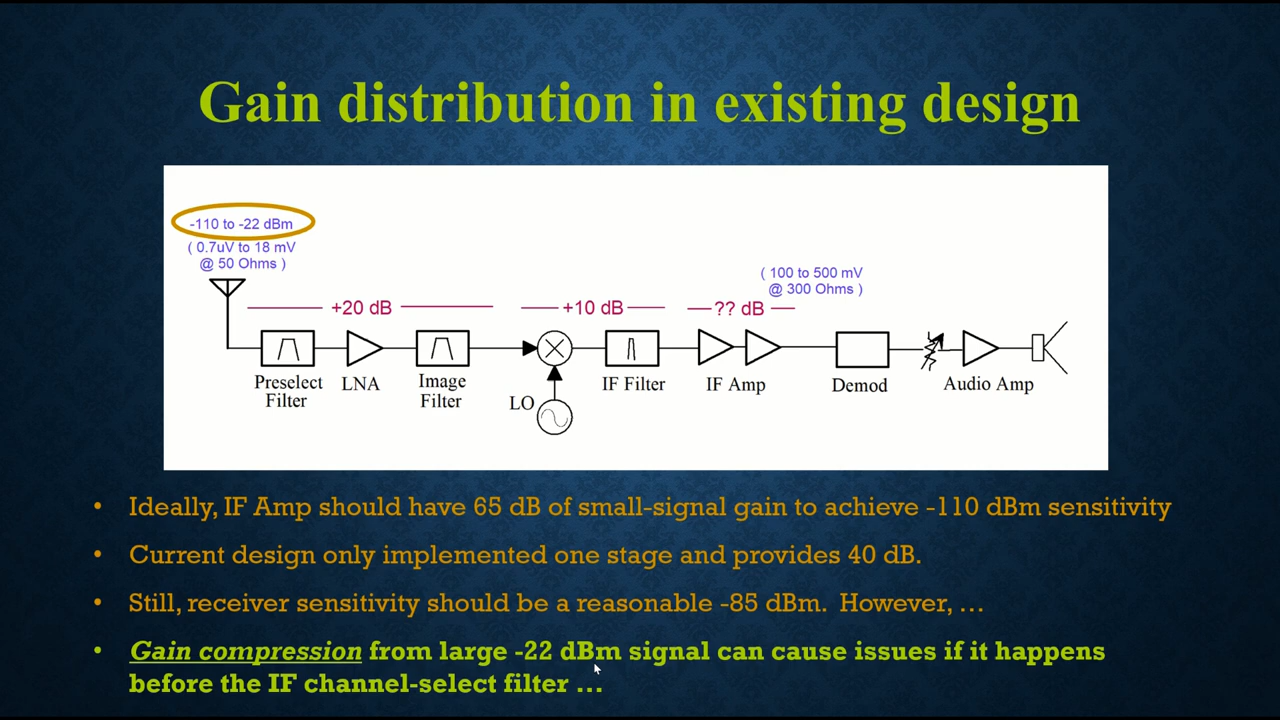 Gain distribution in existing design
-110 to -22 dBm
( 0.7uV to 18 mV
@ 50 Ohms )
( 100 to 500 mV
@ 300 Ohms )
+20 dB
+10 dB
?? dB
Preselect
Filter
LNA
Image
Filter
LO
IF Filter
IF Amp
Demod
Audio Amp
• Ideally, IF Amp should have 65 dB of small-signal gain to achieve -110 dBm sensitivity
• Current design only implemented one stage and provides 40 dB.
• Still, receiver sensitivity should be a reasonable -85 dBm. However, …
• Gain compression from large -22 dBm signal can cause issues if it happens
before the IF channel-select filter …